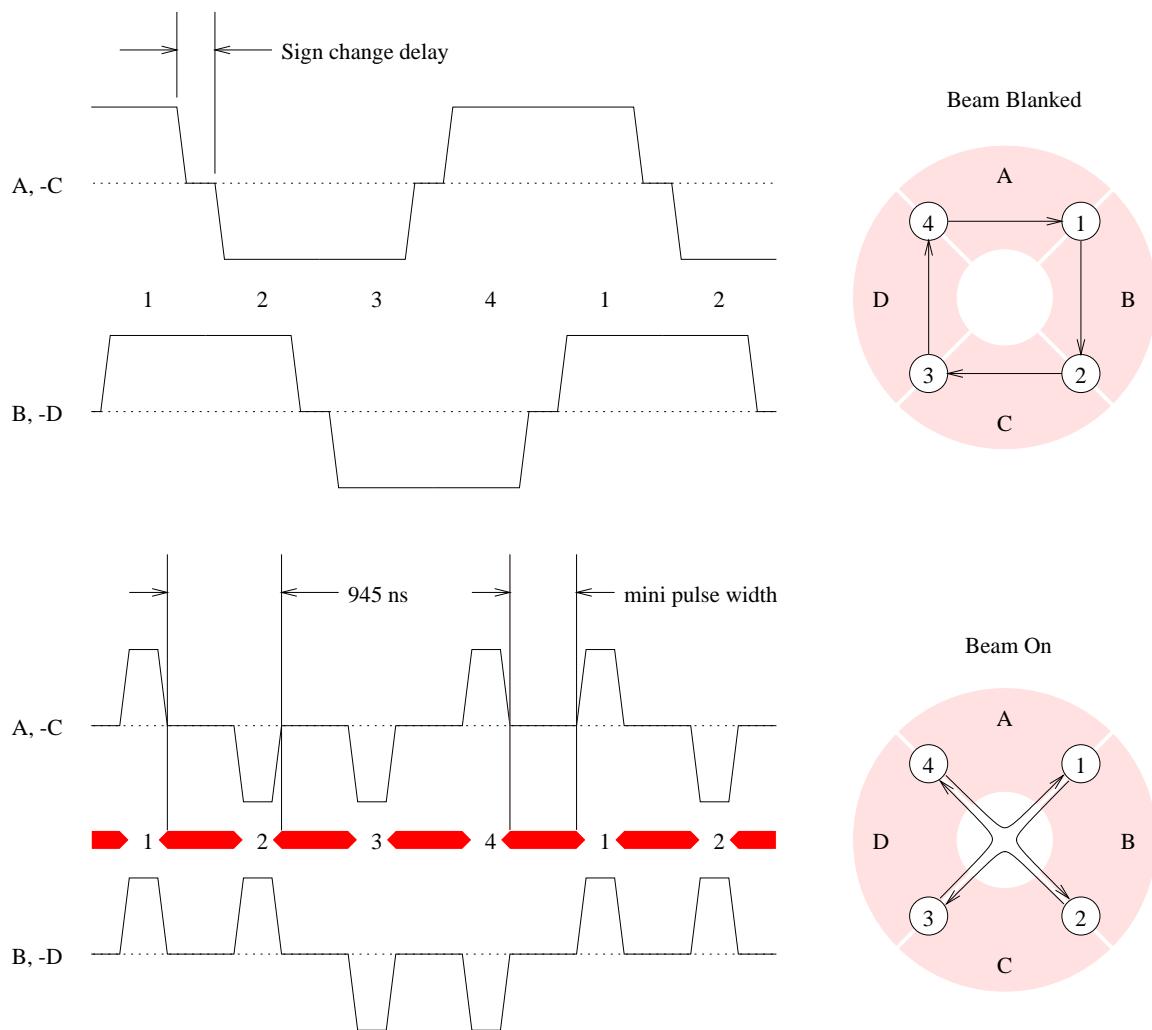 Sign change delay
Beam Blanked
A, -C
1 2 3 4 1 2
B, -D
A
4 1
D B
3 2
C
945 ns
mini pulse width
Beam On
A, -C
1 2 3 4 1 2
B, -D
A
4 1
D B
3 2
C